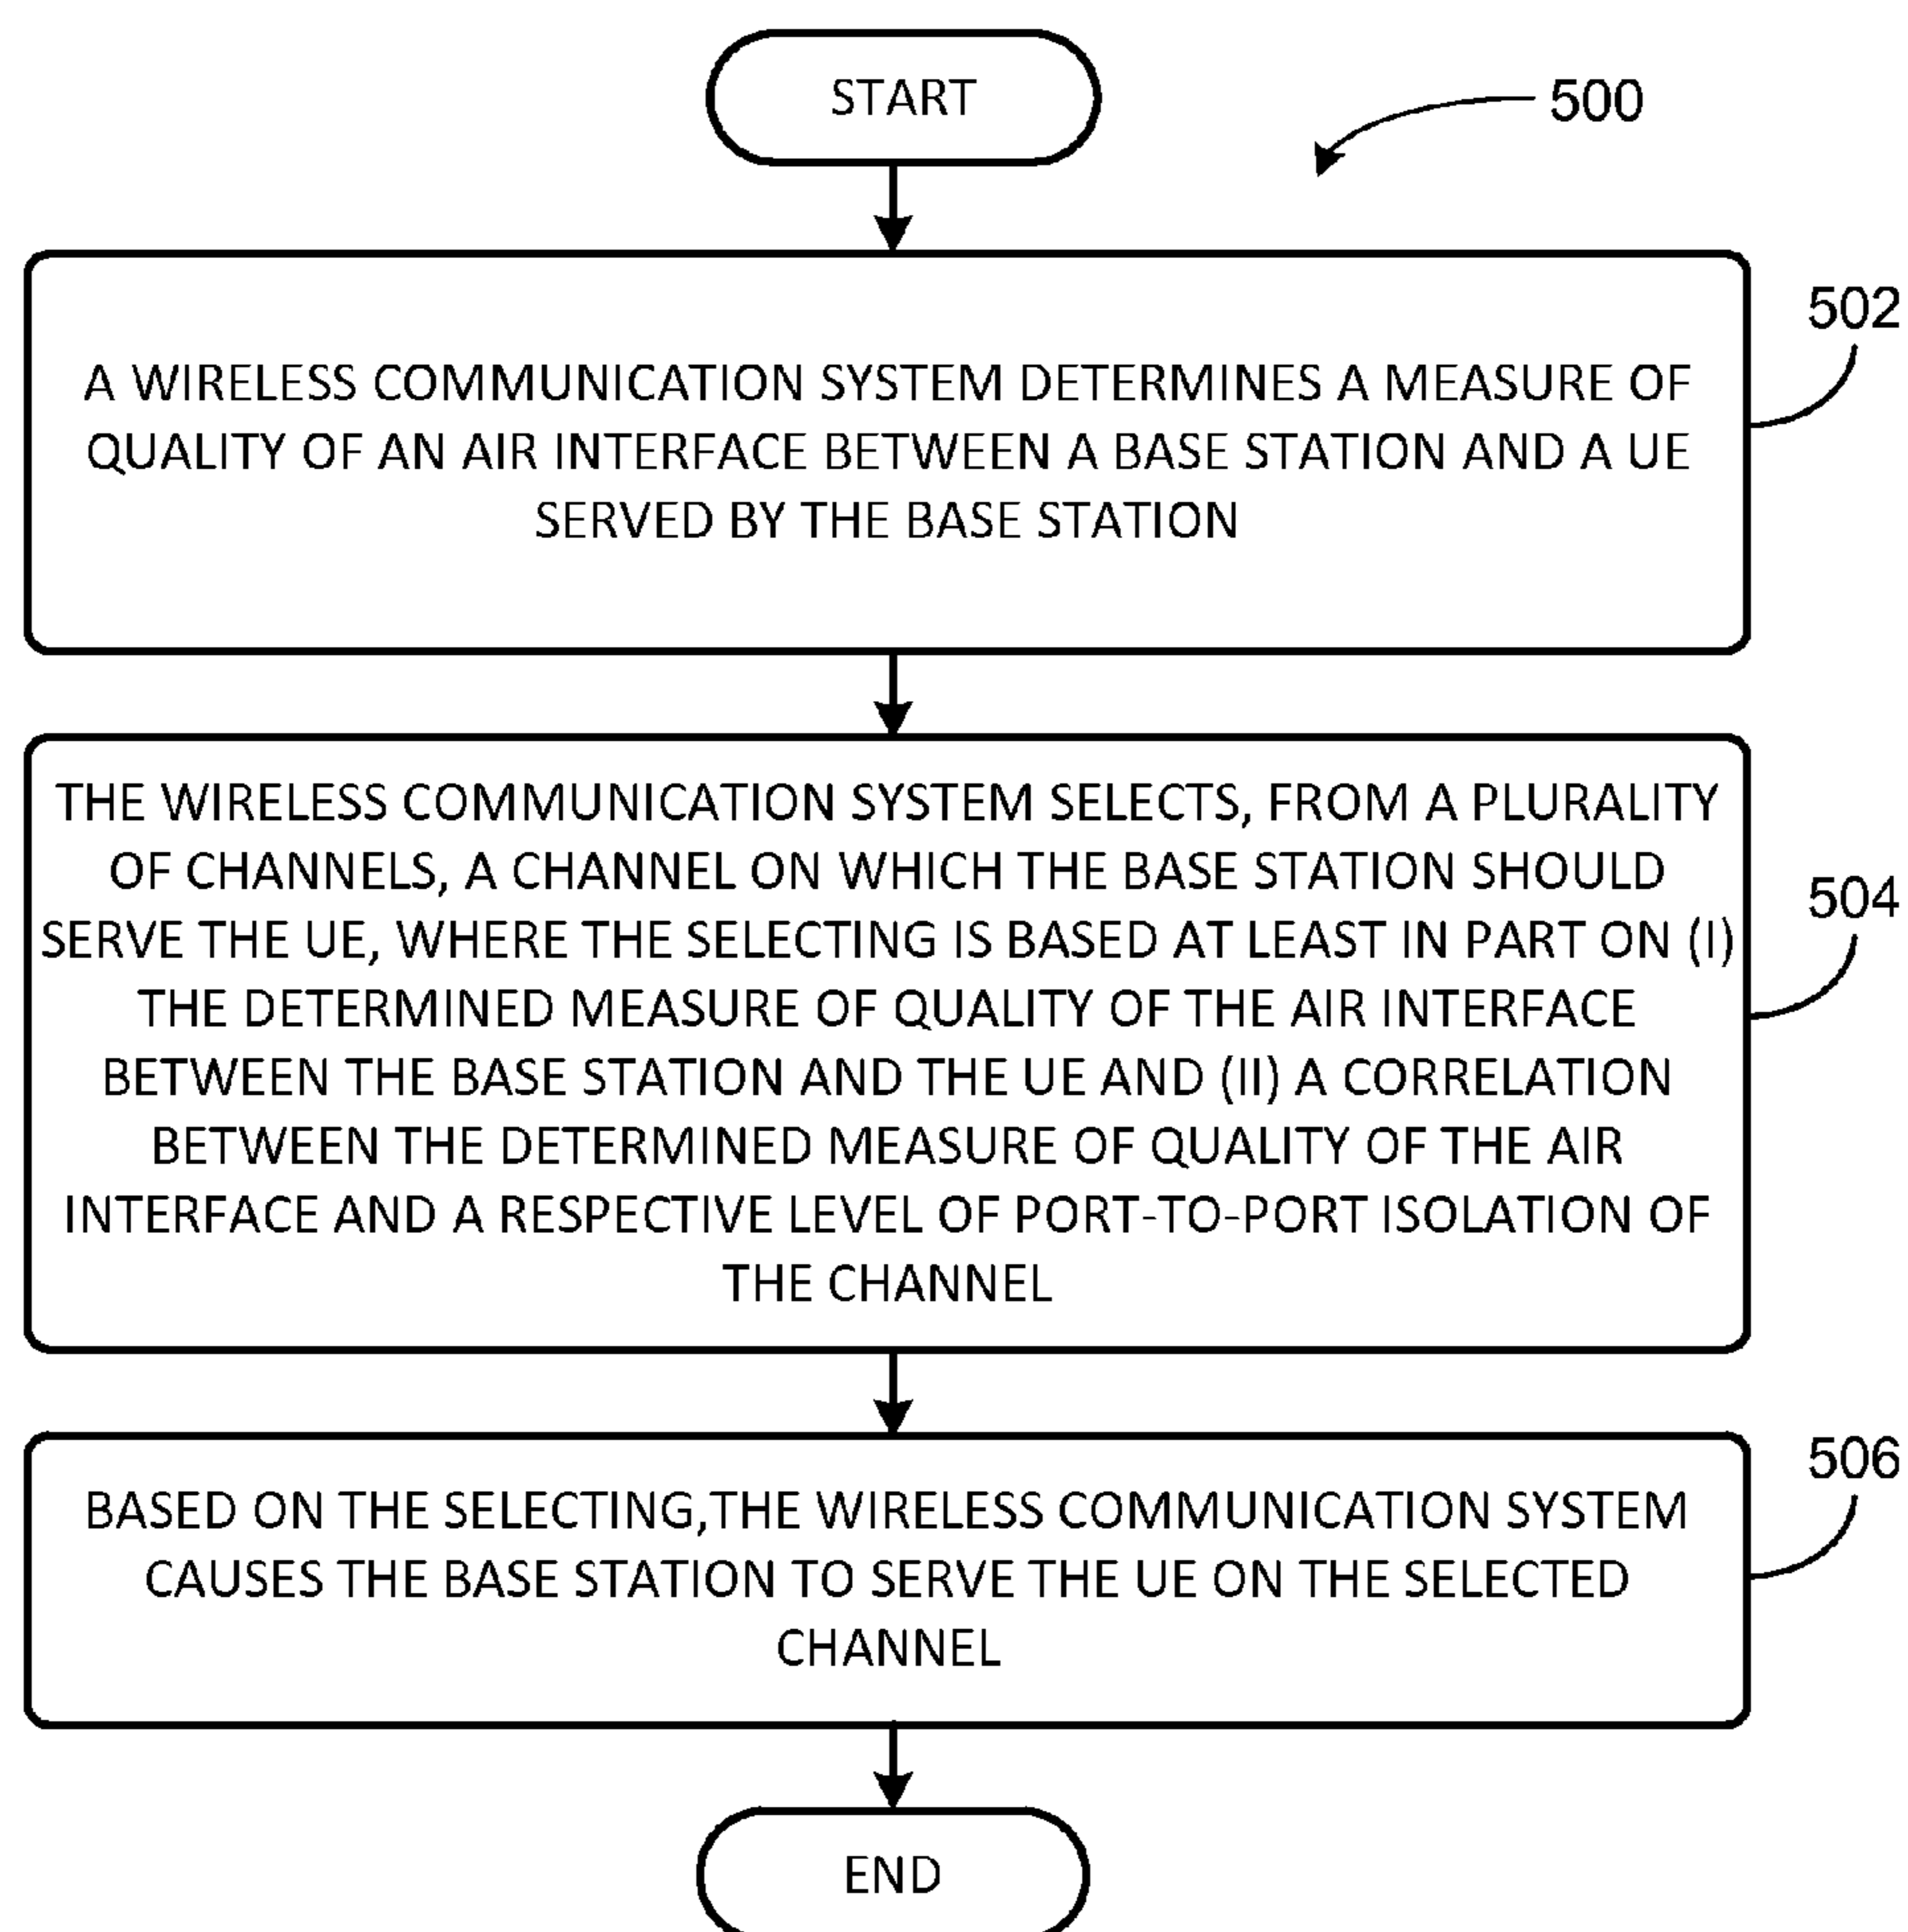 START
500
502
A WIRELESS COMMUNICATION SYSTEM DETERMINES A MEASURE OF
QUALITY OF AN AIR INTERFACE BETWEEN A BASE STATION AND A UE
SERVED BY THE BASE STATION
THE WIRELESS COMMUNICATION SYSTEM SELECTS, FROM A PLURALITY
OF CHANNELS, A CHANNEL ON WHICH THE BASE STATION SHOULD
504
SERVE THE UE, WHERE THE SELECTING IS BASED AT LEAST IN PART ON (I)
THE DETERMINED MEASURE OF QUALITY OF THE AIR INTERFACE
BETWEEN THE BASE STATION AND THE UE AND (II) A CORRELATION
BETWEEN THE DETERMINED MEASURE OF QUALITY OF THE AIR
INTERFACE AND A RESPECTIVE LEVEL OF PORT-TO-PORT ISOLATION OF
THE CHANNEL
506
BASED ON THE SELECTING,THE WIRELESS COMMUNICATION SYSTEM
CAUSES THE BASE STATION TO SERVE THE UE ON THE SELECTED
CHANNEL
END